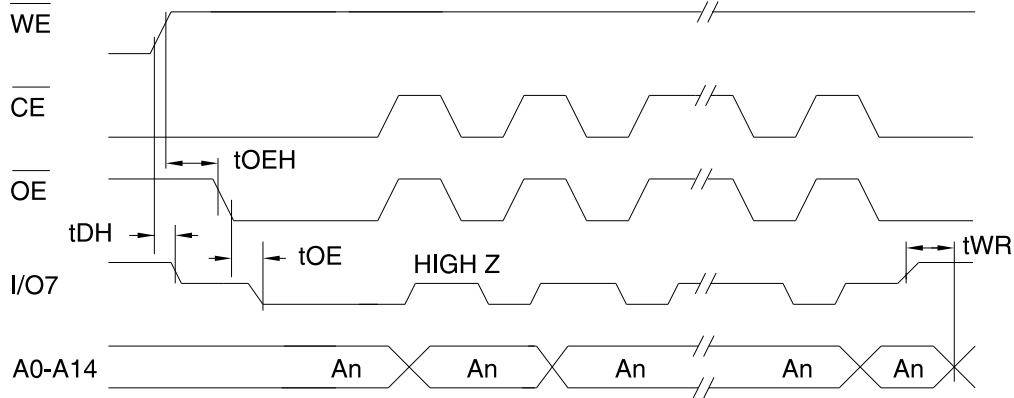 WE
CE
tOEH
OE
tDH
tOE
HIGH Z
tWR
I/O7
A0-A14 An An An An An